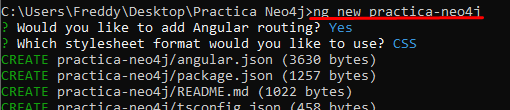 C:\Users\Freddy\Desktop\Practica Neo4j>ng new practica-neo4j
? Would you like to add Angular routing? Yes
? Which stylesheet format would you like to use? CSS
CREATE practica-neo4j/angular.json (3630 bytes)
CREATE practica-neo4j/package.json (1257 bytes)
CREATE practica-neo4j/README.md (1022 bytes)
CREATE practica-neo4j/tsconfig.json (458 bytes)